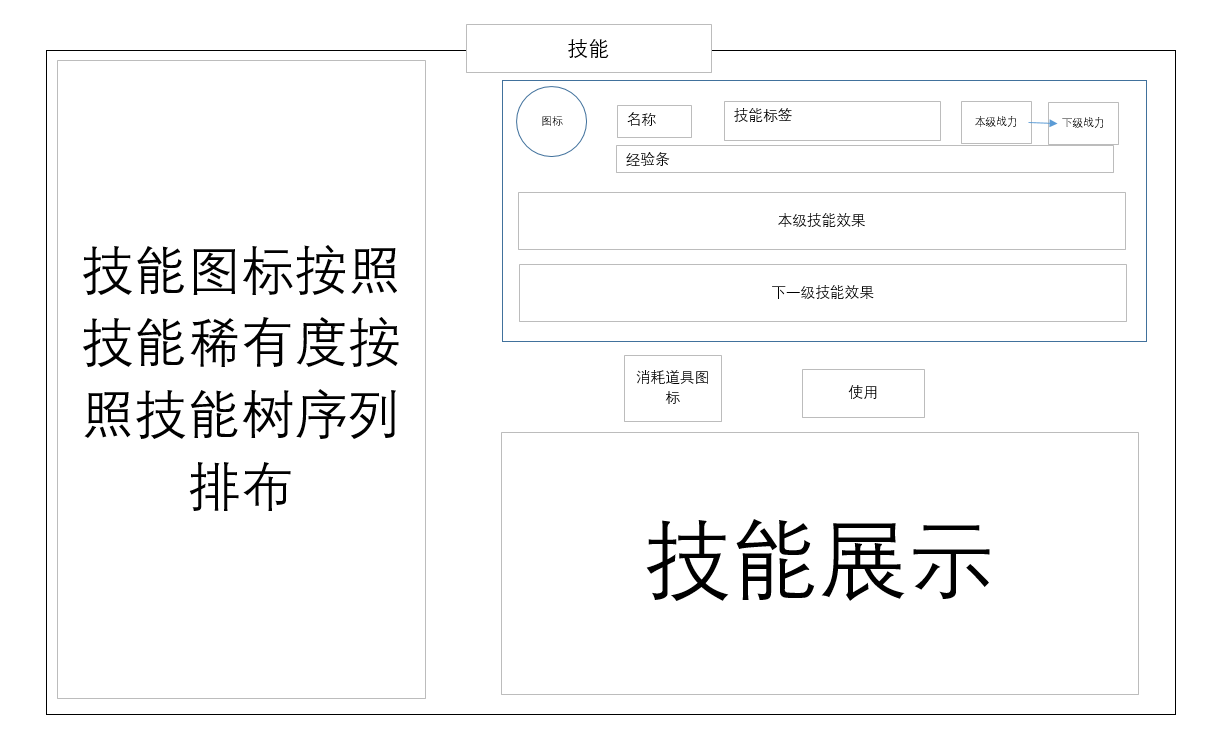 技能
技能图标按照
技能稀有度按
照技能树序列
排布
图标
名称
技能标签
本级战力
下级战力
经验条
本级技能效果
下一级技能效果
消耗道具图
标
使用
技能展示